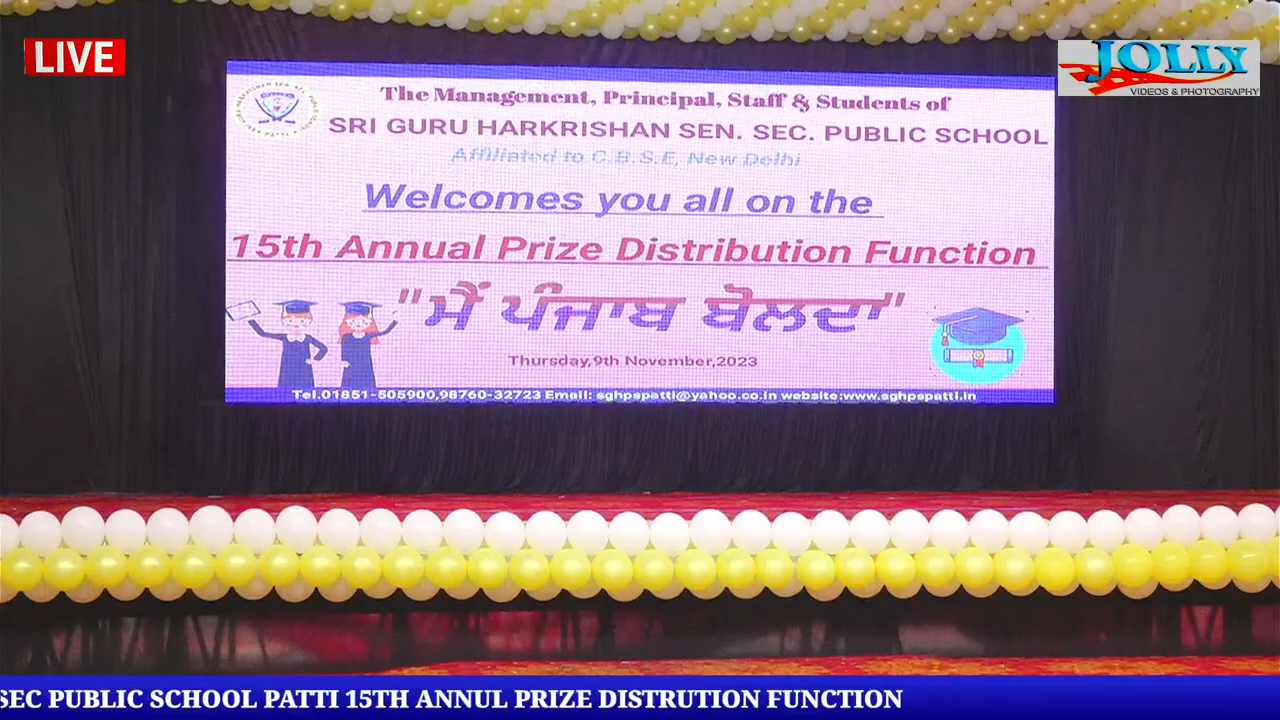 LIVE
JOLLY
VIDEOS & PHOTOGRAPHY
The Management, Principal, Staff & Students of
SRI GURU HARKRISHAN SEN. SEC. PUBLIC SCHOOL
Affiliated to C.B.S.E, New Delhi
Welcomes you all on the
15th Annual Prize Distribution Function
"ਮੈਂ ਪੰਜਾਬ ਬੋਲਦਾ"
Thursday,9th November,2023
Tel.01851-505900,98760-32723 Email: sghpspatti@yahoo.co.in website:www.sghpspatti.in
SEC PUBLIC SCHOOL PATTI 15TH ANNUL PRIZE DISTRUTION FUNCTION